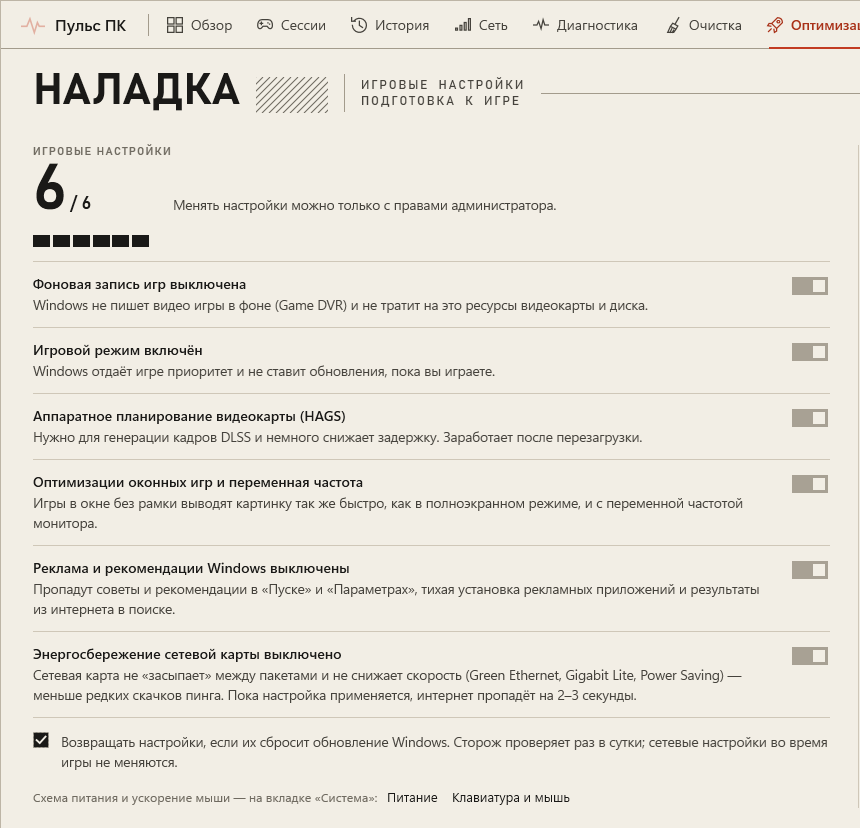 Пульс ПК
Обзор
Сессии
История
Сеть
Диагностика
Очистка
Оптимизац
НАЛАДКА
ИГРОВЫЕ НАСТРОЙКИ
ПОДГОТОВКА К ИГРЕ
ИГРОВЫЕ НАСТРОЙКИ
6 / 6
Менять настройки можно только с правами администратора.
Фоновая запись игр выключена
Windows не пишет видео игры в фоне (Game DVR) и не тратит на это ресурсы видеокарты и диска.
Игровой режим включён
Windows отдаёт игре приоритет и не ставит обновления, пока вы играете.
Аппаратное планирование видеокарты (HAGS)
Нужно для генерации кадров DLSS и немного снижает задержку. Заработает после перезагрузки.
Оптимизации оконных игр и переменная частота
Игры в окне без рамки выводят картинку так же быстро, как в полноэкранном режиме, и с переменной частотой
монитора.
Реклама и рекомендации Windows выключены
Пропадут советы и рекомендации в «Пуске» и «Параметрах», тихая установка рекламных приложений и результаты
из интернета в поиске.
Энергосбережение сетевой карты выключено
Сетевая карта не «засыпает» между пакетами и не снижает скорость (Green Ethernet, Gigabit Lite, Power Saving) —
меньше редких скачков пинга. Пока настройка применяется, интернет пропадёт на 2–3 секунды.
Возвращать настройки, если их сбросит обновление Windows. Сторож проверяет раз в сутки; сетевые настройки во время
игры не меняются.
Схема питания и ускорение мыши — на вкладке «Система»: Питание Клавиатура и мышь